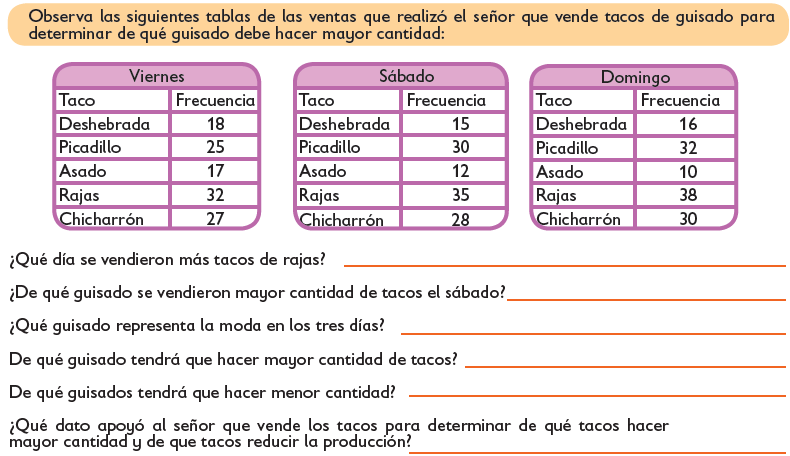 Observa las siguientes tablas de las ventas que realizó el señor que vende tacos de guisado para
determinar de qué guisado debe hacer mayor cantidad:
Viernes
Taco Frecuencia
Deshebrada 18
Picadillo 25
Asado 17
Rajas 32
Chicharrón 27
Sábado
Taco Frecuencia
Deshebrada 15
Picadillo 30
Asado 12
Rajas 35
Chicharrón 28
Domingo
Taco Frecuencia
Deshebrada 16
Picadillo 32
Asado 10
Rajas 38
Chicharrón 30
¿Qué día se vendieron más tacos de rajas?
¿De qué guisado se vendieron mayor cantidad de tacos el sábado?
¿Qué guisado representa la moda en los tres días?
De qué guisado tendrá que hacer mayor cantidad de tacos?
De qué guisados tendrá que hacer menor cantidad?
¿Qué dato apoyó al señor que vende los tacos para determinar de qué tacos hacer
mayor cantidad y de que tacos reducir la producción?